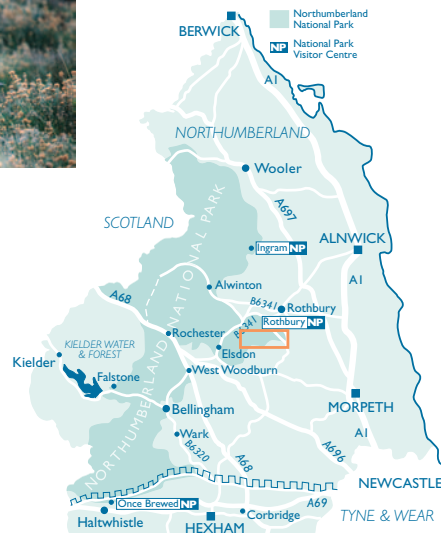 Northumberland
National Park
NP National Park
Visitor Centre
BERWICK
A1
NORTHUMBERLAND
Wooler
A697
SCOTLAND
NORTHUMBERLAND NATIONAL PARK
Ingram NP
ALNWICK
A1
Alwinton
A68
B6341
Rothbury
Rothbury NP
B6341
Rochester
KIELDER WATER
& FOREST
Elsdon
Kielder
Falstone
West Woodburn
Bellingham
MORPETH
Wark
B6320
A68
A696
A1
NEWCASTLE
Once Brewed NP
A69
Haltwhistle
Corbridge
HEXHAM
TYNE & WEAR